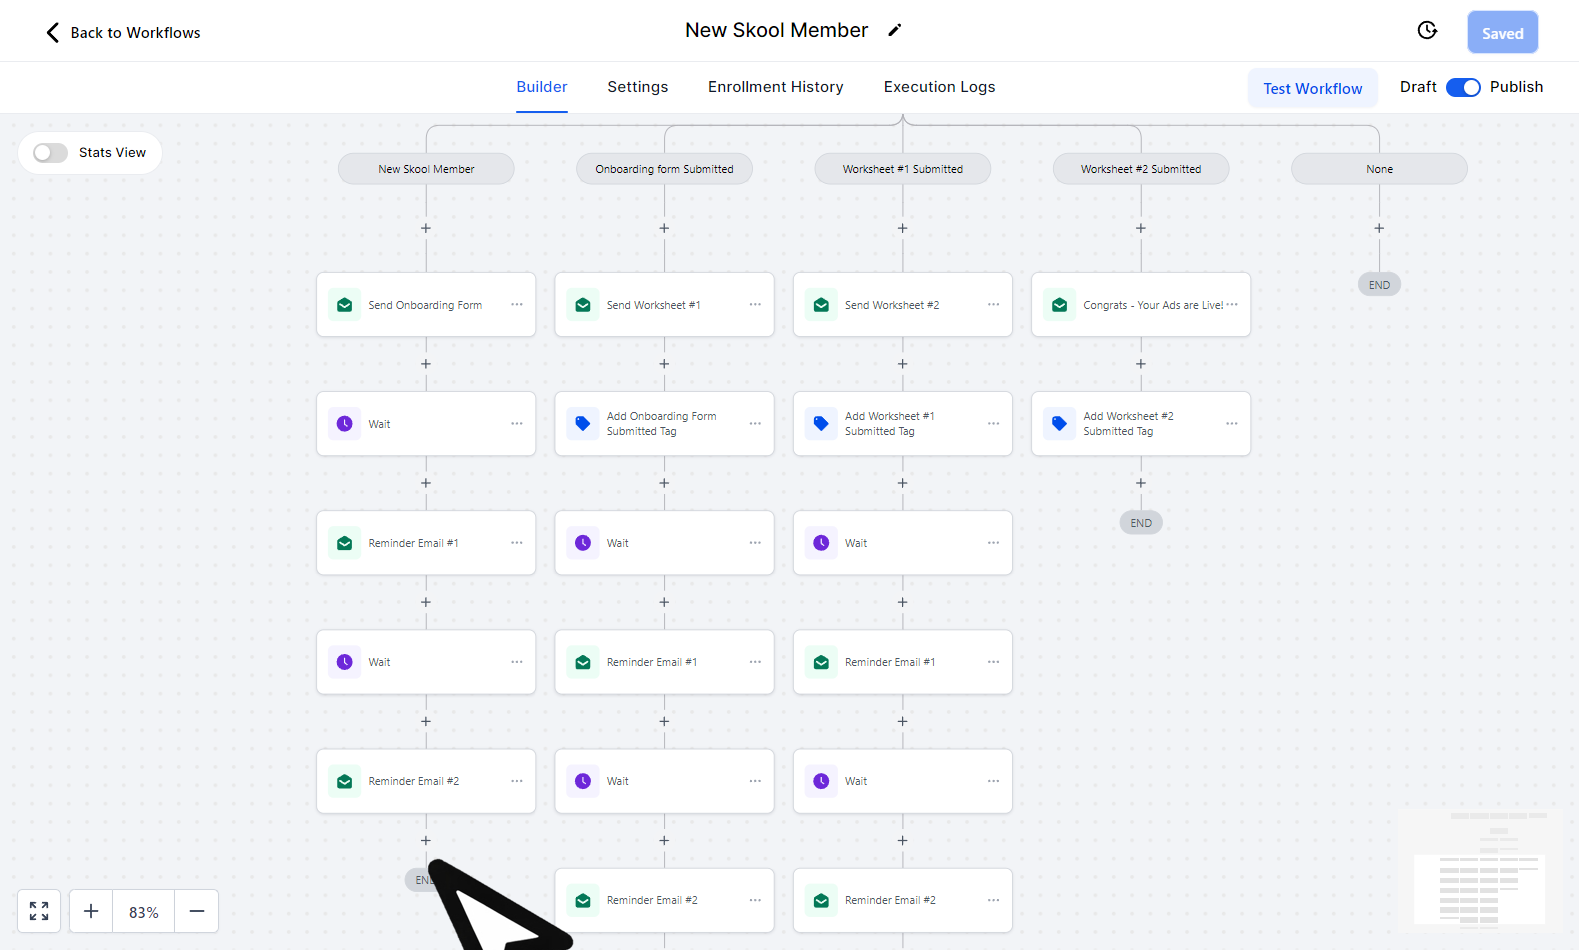 Back to Workflows
New Skool Member
Saved
Builder
Settings
Enrollment History
Execution Logs
Test Workflow
Draft
Publish
Stats View
New Skool Member
Onboarding form Submitted
Worksheet #1 Submitted
Worksheet #2 Submitted
None
Send Onboarding Form
Send Worksheet #1
Send Worksheet #2
Congrats - Your Ads are Live!
END
Wait
Add Onboarding Form
Submitted Tag
Add Worksheet #1
Submitted Tag
Add Worksheet #2
Submitted Tag
Reminder Email #1
Wait
Wait
END
Wait
Reminder Email #1
Reminder Email #1
Reminder Email #2
Wait
Wait
END
Reminder Email #2
Reminder Email #2
83%